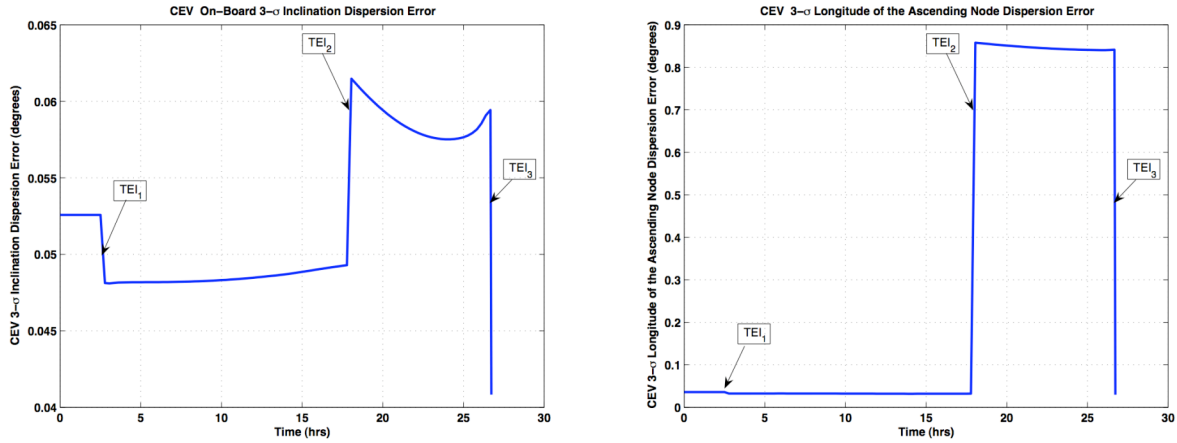 CEV On-Board 3-σ Inclination Dispersion Error
CEV 3-σ Inclination Dispersion Error (degrees)
0.065
0.06
0.055
0.05
0.045
0.04
TEI1
TEI2
TEI3
0 5 10 15 20 25 30
Time (hrs)
CEV 3-σ Longitude of the Ascending Node Dispersion Error
CEV 3-σ Longitude of the Ascending Node Dispersion Error (degrees)
0.9
0.8
0.7
0.6
0.5
0.4
0.3
0.2
0.1
0
TEI2
TEI3
TEI1
0 5 10 15 20 25 30
Time (hrs)